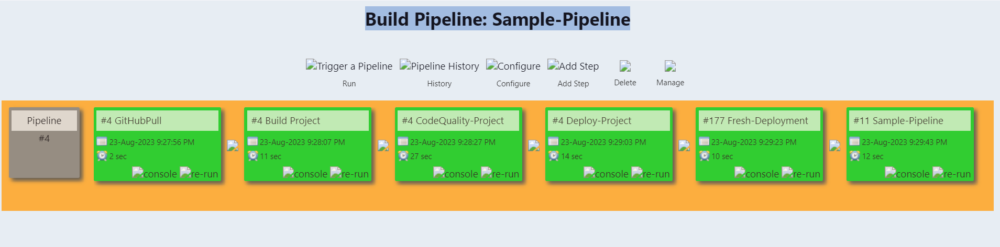 Build Pipeline: Sample-Pipeline
Trigger a Pipeline Pipeline History Configure Add Step
Run History Configure Add Step Delete Manage
Pipeline
#4
#4 GitHubPull
23-Aug-2023 9:27:56 PM
2 sec
console re-run
#4 Build Project
23-Aug-2023 9:28:07 PM
11 sec
console re-run
#4 CodeQuality-Project
23-Aug-2023 9:28:27 PM
27 sec
console re-run
#4 Deploy-Project
23-Aug-2023 9:29:03 PM
14 sec
console re-run
#177 Fresh-Deployment
23-Aug-2023 9:29:23 PM
10 sec
console re-run
#11 Sample-Pipeline
23-Aug-2023 9:29:43 PM
12 sec
console re-run